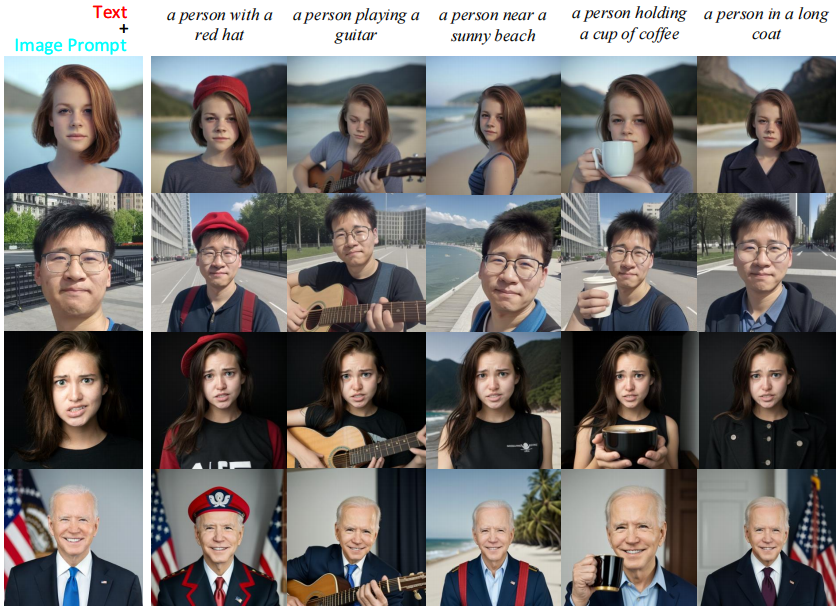 Text
+
Image Prompt
a person with a
red hat
a person playing a
guitar
a person near a
sunny beach
a person holding
a cup of coffee
a person in a long
coat